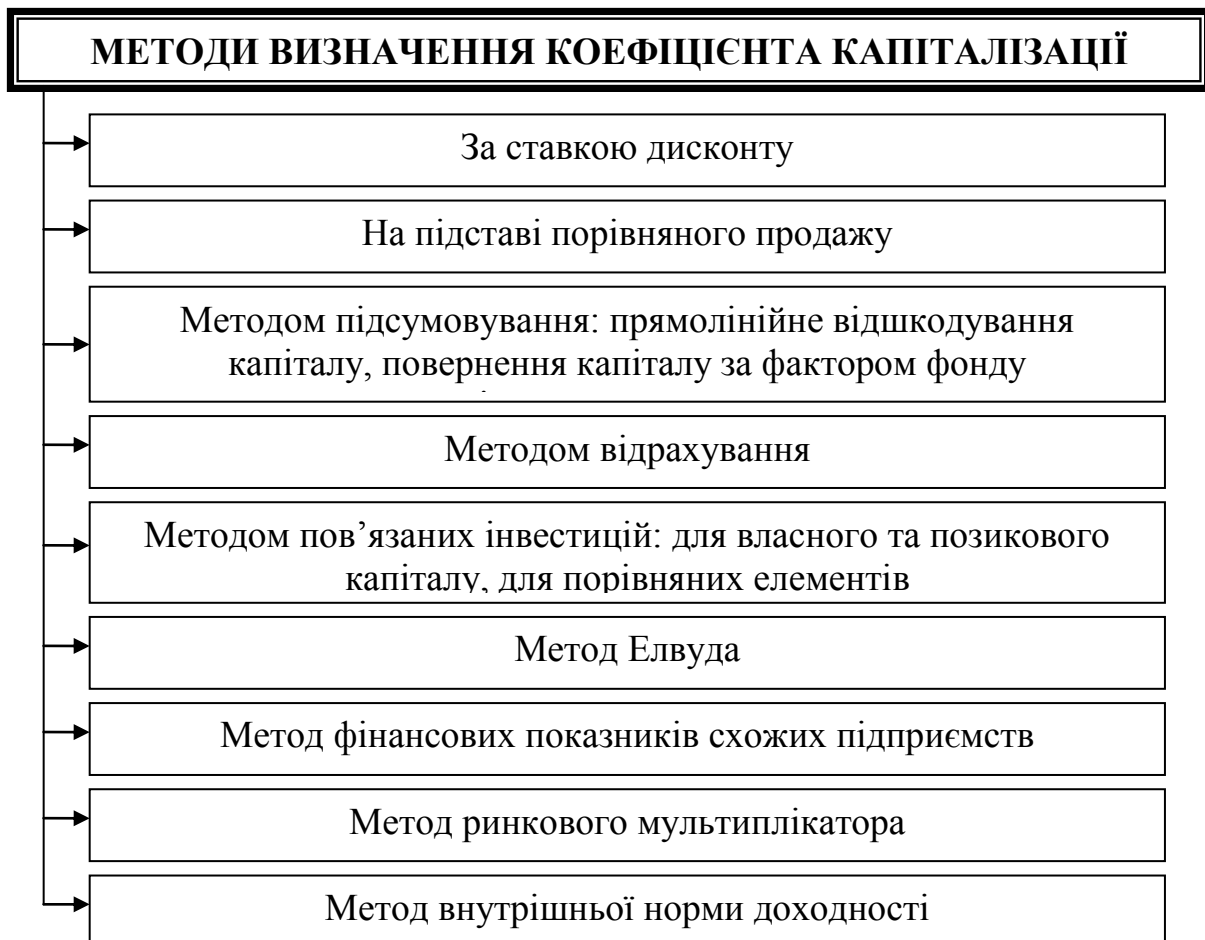 МЕТОДИ ВИЗНАЧЕННЯ КОЕФІЦІЄНТА КАПІТАЛІЗАЦІЇ
За ставкою дисконту
На підставі порівняного продажу
Методом підсумовування: прямолінійне відшкодування
капіталу, повернення капіталу за фактором фонду
Методом відрахування
Методом пов’язаних інвестицій: для власного та позикового
капіталу, для порівняних елементів
Метод Елвуда
Метод фінансових показників схожих підприємств
Метод ринкового мультиплікатора
Метод внутрішньої норми доходності